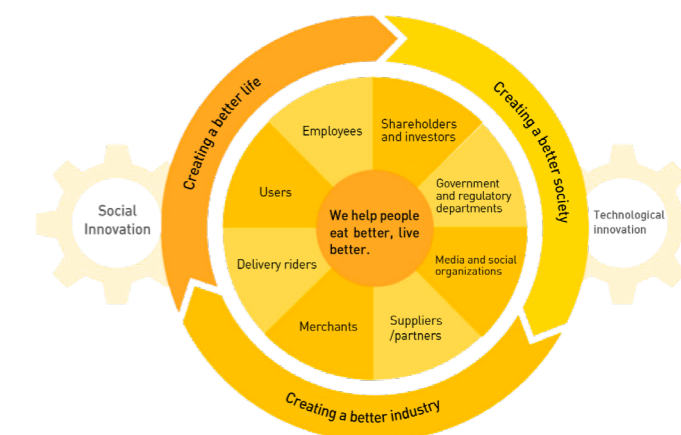 Creating a better life
Creating a better society
Creating a better industry
Social
Innovation
Technological
innovation
Employees
Shareholders
and investors
Users
Government
and regulatory
departments
We help people
eat better, live
better.
Delivery riders
Media and social
organizations
Merchants
Suppliers
/partners